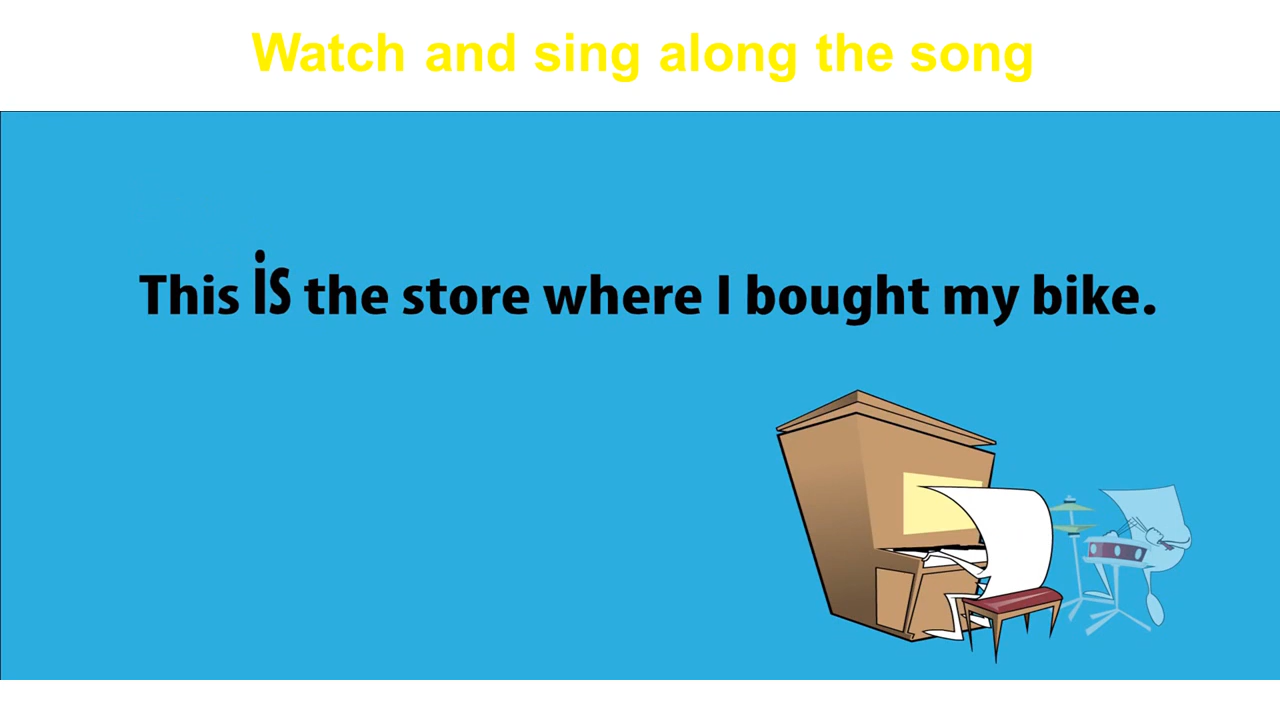 Watch and sing along the song
This is the store where I bought my bike.